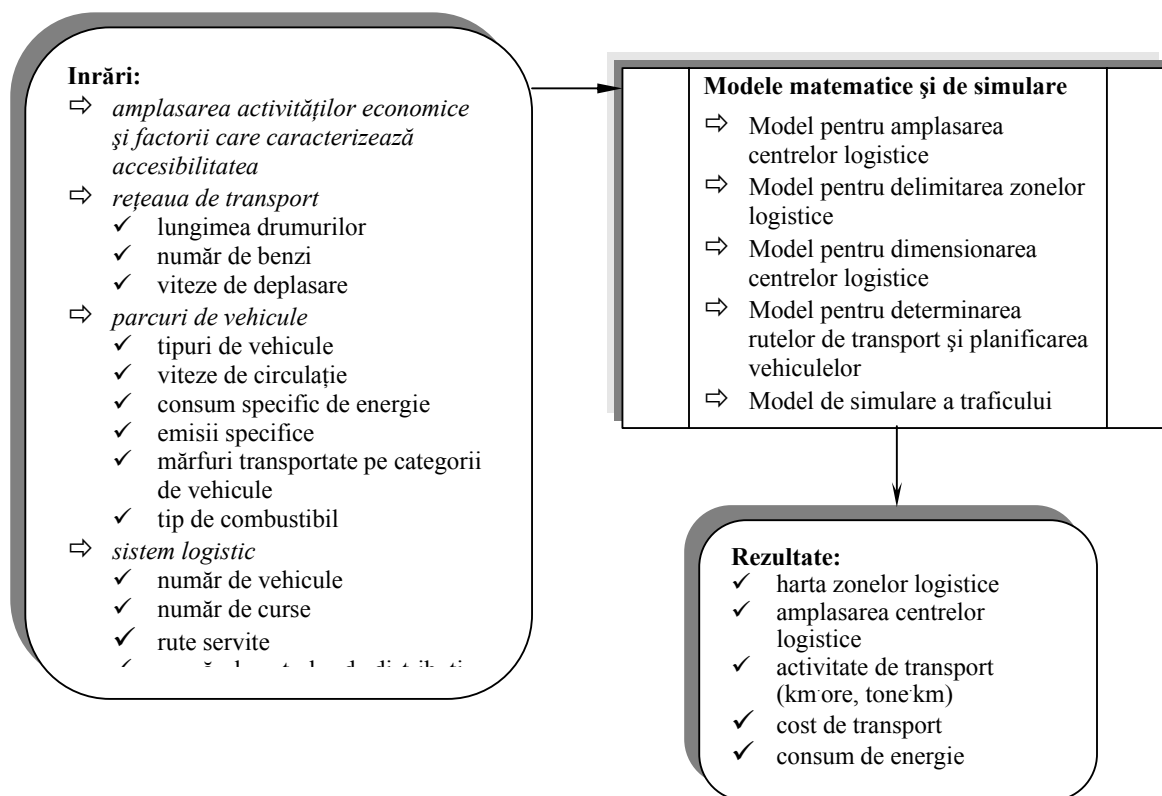 Inrări:
⇨ amplasarea activităților economice
şi factorii care caracterizează
accesibilitatea
⇨ rețeaua de transport
✓ lungimea drumurilor
✓ număr de benzi
✓ viteze de deplasare
⇨ parcuri de vehicule
✓ tipuri de vehicule
✓ viteze de circulație
✓ consum specific de energie
✓ emisii specifice
✓ mărfuri transportate pe categorii
de vehicule
✓ tip de combustibil
⇨ sistem logistic
✓ număr de vehicule
✓ număr de curse
✓ rute servite
Modele matematice şi de simulare
⇨ Model pentru amplasarea
centrelor logistice
⇨ Model pentru delimitarea zonelor
logistice
⇨ Model pentru dimensionarea
centrelor logistice
⇨ Model pentru determinarea
rutelor de transport şi planificarea
vehiculelor
⇨ Model de simulare a traficului
Rezultate:
✓ harta zonelor logistice
✓ amplasarea centrelor
logistice
✓ activitate de transport
(km·ore, tone·km)
✓ cost de transport
✓ consum de energie